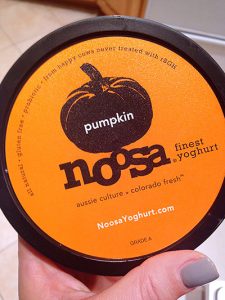 all natural • gluten free • probiotic • from happy cows never treated with rBGH
pumpkin
noosa finest
® yoghurt
aussie culture • colorado fresh™
NoosaYoghurt.com
GRADE A